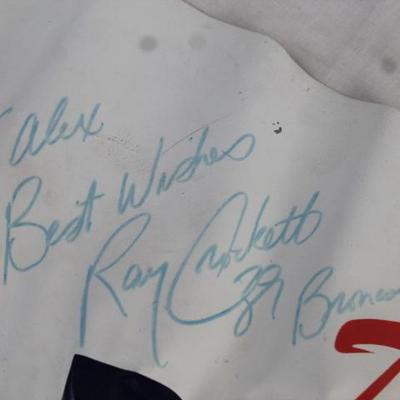 Alex
Best Wishes
Ray Crockett
39 Bronco